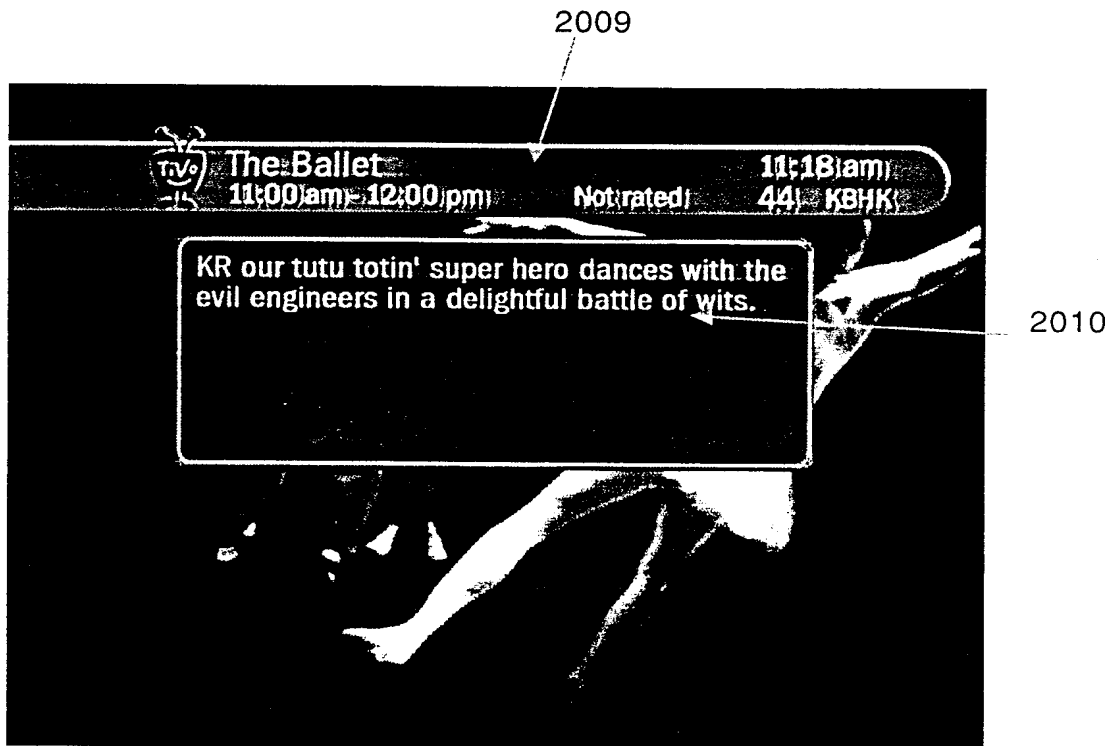 2009
TiVo The Ballet 11:18 am
11:00 am - 12:00 pm Not rated 44 KBHK
KR our tutu totin' super hero dances with the
evil engineers in a delightful battle of wits.
2010